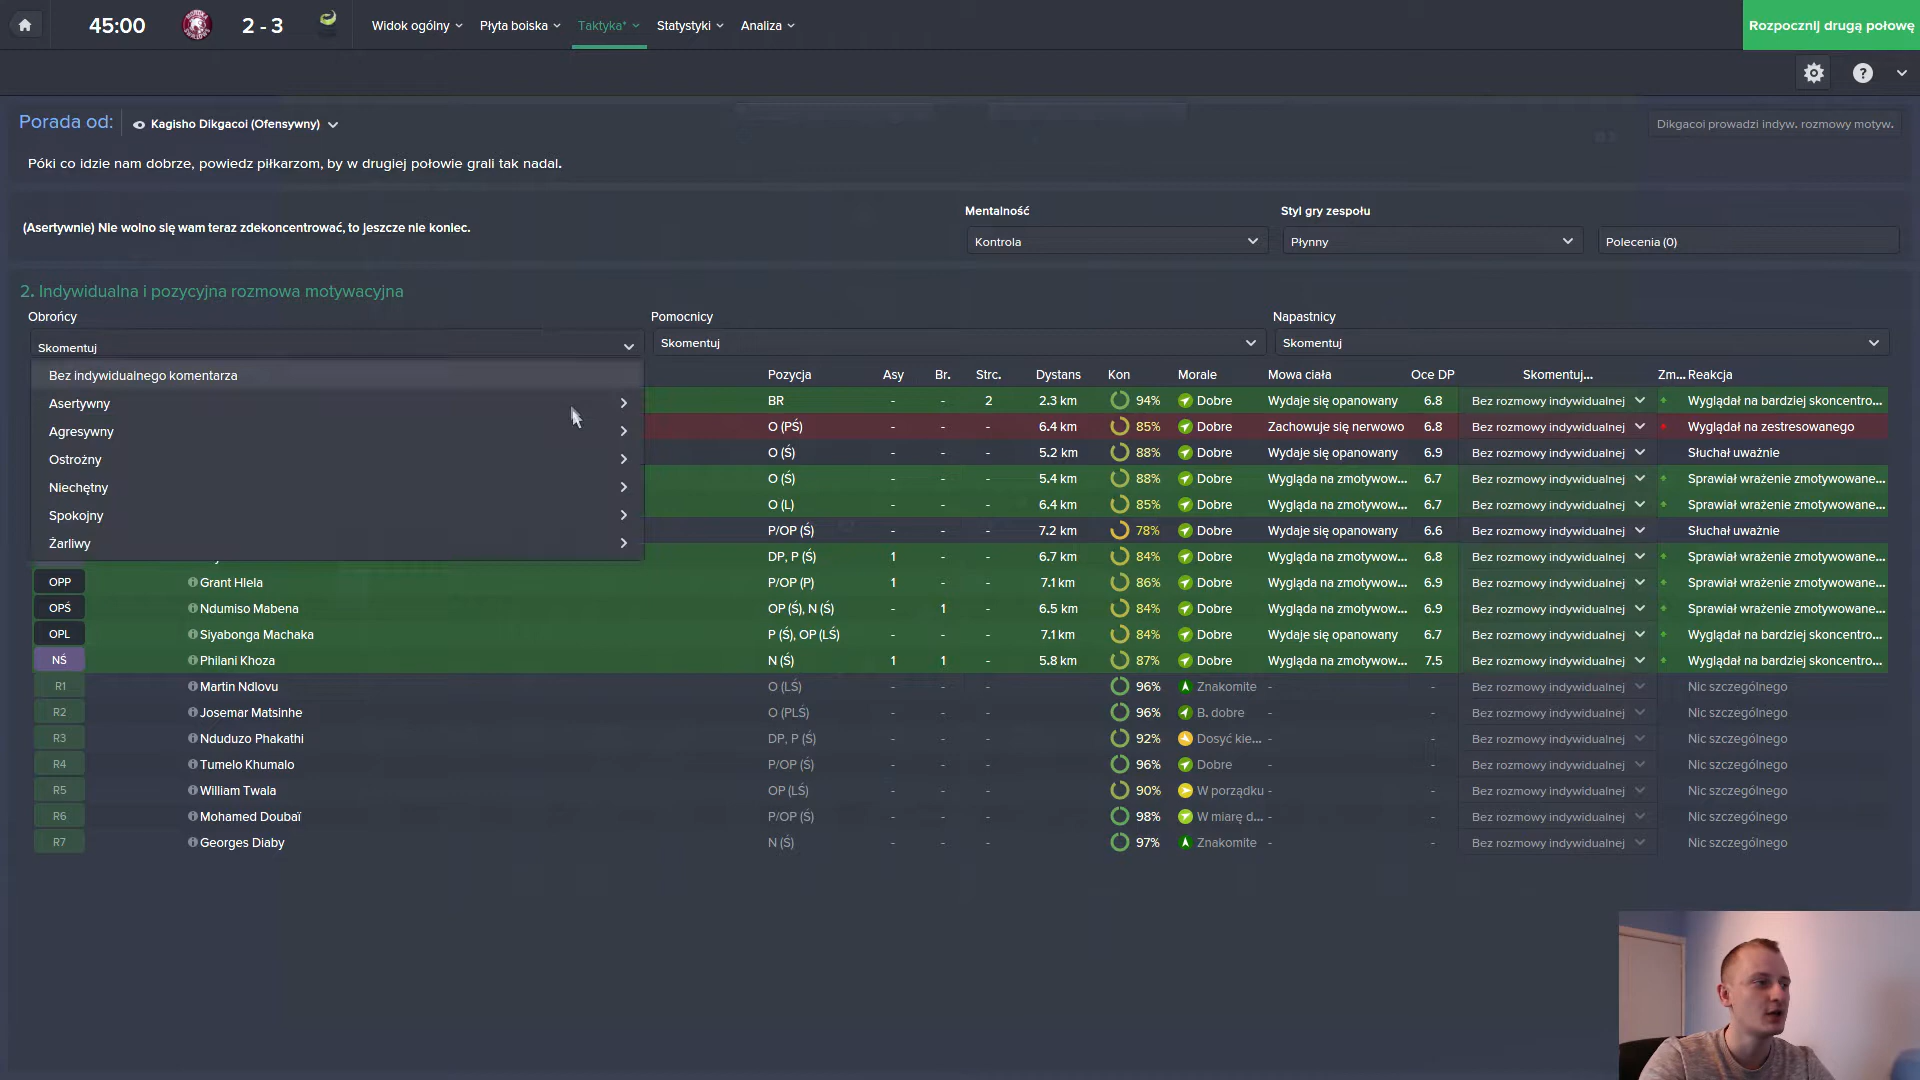 45:00 2 - 3 Widok ogólny Płyta boiska Taktyka* Statystyki Analiza Rozpocznij drugą połowę
?
Porada od: Kagisho Dikgacoi (Ofensywny) Dikgacoi prowadzi indyw. rozmowy motyw.
Póki co idzie nam dobrze, powiedz piłkarzom, by w drugiej połowie grali tak nadal.
Mentalność Styl gry zespołu
(Asertywnie) Nie wolno się wam teraz zdekoncentrować, to jeszcze nie koniec.
Kontrola Płynny Polecenia (0)
2. Indywidualna i pozycyjna rozmowa motywacyjna
Obrońcy Pomocnicy Napastnicy
Skomentuj Skomentuj Skomentuj
Bez indywidualnego komentarza
Asertywny
Agresywny
Ostrożny
Niechętny
Spokojny
Żarliwy
Pozycja Asy Br. Strc. Dystans Kon Morale Mowa ciała Oce DP Skomentuj... Zm... Reakcja
BR - - 2 2.3 km 94% Dobre Wydaje się opanowany 6.8 Bez rozmowy indywidualnej Wyglądał na bardziej skoncentro...
O (PŚ) - - - 6.4 km 85% Dobre Zachowuje się nerwowo 6.8 Bez rozmowy indywidualnej Wyglądał na zestresowanego
O (Ś) - - - 5.2 km 88% Dobre Wydaje się opanowany 6.9 Bez rozmowy indywidualnej Słuchał uważnie
O (Ś) - - - 5.4 km 88% Dobre Wygląda na zmotywow... 6.7 Bez rozmowy indywidualnej Sprawiał wrażenie zmotywowane...
O (L) - - - 6.4 km 85% Dobre Wygląda na zmotywow... 6.7 Bez rozmowy indywidualnej Sprawiał wrażenie zmotywowane...
P/OP (Ś) - - - 7.2 km 78% Dobre Wydaje się opanowany 6.6 Bez rozmowy indywidualnej Słuchał uważnie
DP, P (Ś) 1 - - 6.7 km 84% Dobre Wygląda na zmotywow... 6.8 Bez rozmowy indywidualnej Sprawiał wrażenie zmotywowane...
OPP Grant Hlela P/OP (P) 1 - - 7.1 km 86% Dobre Wygląda na zmotywow... 6.9 Bez rozmowy indywidualnej Sprawiał wrażenie zmotywowane...
OPŚ Ndumiso Mabena OP (Ś), N (Ś) - 1 - 6.5 km 84% Dobre Wygląda na zmotywow... 6.9 Bez rozmowy indywidualnej Sprawiał wrażenie zmotywowane...
OPL Siyabonga Machaka P (Ś), OP (LŚ) - - - 7.1 km 84% Dobre Wydaje się opanowany 6.7 Bez rozmowy indywidualnej Wyglądał na bardziej skoncentro...
NŚ Philani Khoza N (Ś) 1 1 - 5.8 km 87% Dobre Wygląda na zmotywow... 7.5 Bez rozmowy indywidualnej Wyglądał na bardziej skoncentro...
R1 Martin Ndlovu O (LŚ) - - - 96% Znakomite - - Bez rozmowy indywidualnej Nic szczególnego
R2 Josemar Matsinhe O (PLŚ) - - - 96% B. dobre - - Bez rozmowy indywidualnej Nic szczególnego
R3 Nduduzo Phakathi DP, P (Ś) - - - 92% Dosyć kie... - - Bez rozmowy indywidualnej Nic szczególnego
R4 Tumelo Khumalo P/OP (Ś) - - - 96% Dobre - - Bez rozmowy indywidualnej Nic szczególnego
R5 William Twala OP (LŚ) - - - 90% W porządku - - Bez rozmowy indywidualnej Nic szczególnego
R6 Mohamed Doubaï P/OP (Ś) - - - 98% W miarę d... - - Bez rozmowy indywidualnej Nic szczególnego
R7 Georges Diaby N (Ś) - - - 97% Znakomite - - Bez rozmowy indywidualnej Nic szczególnego